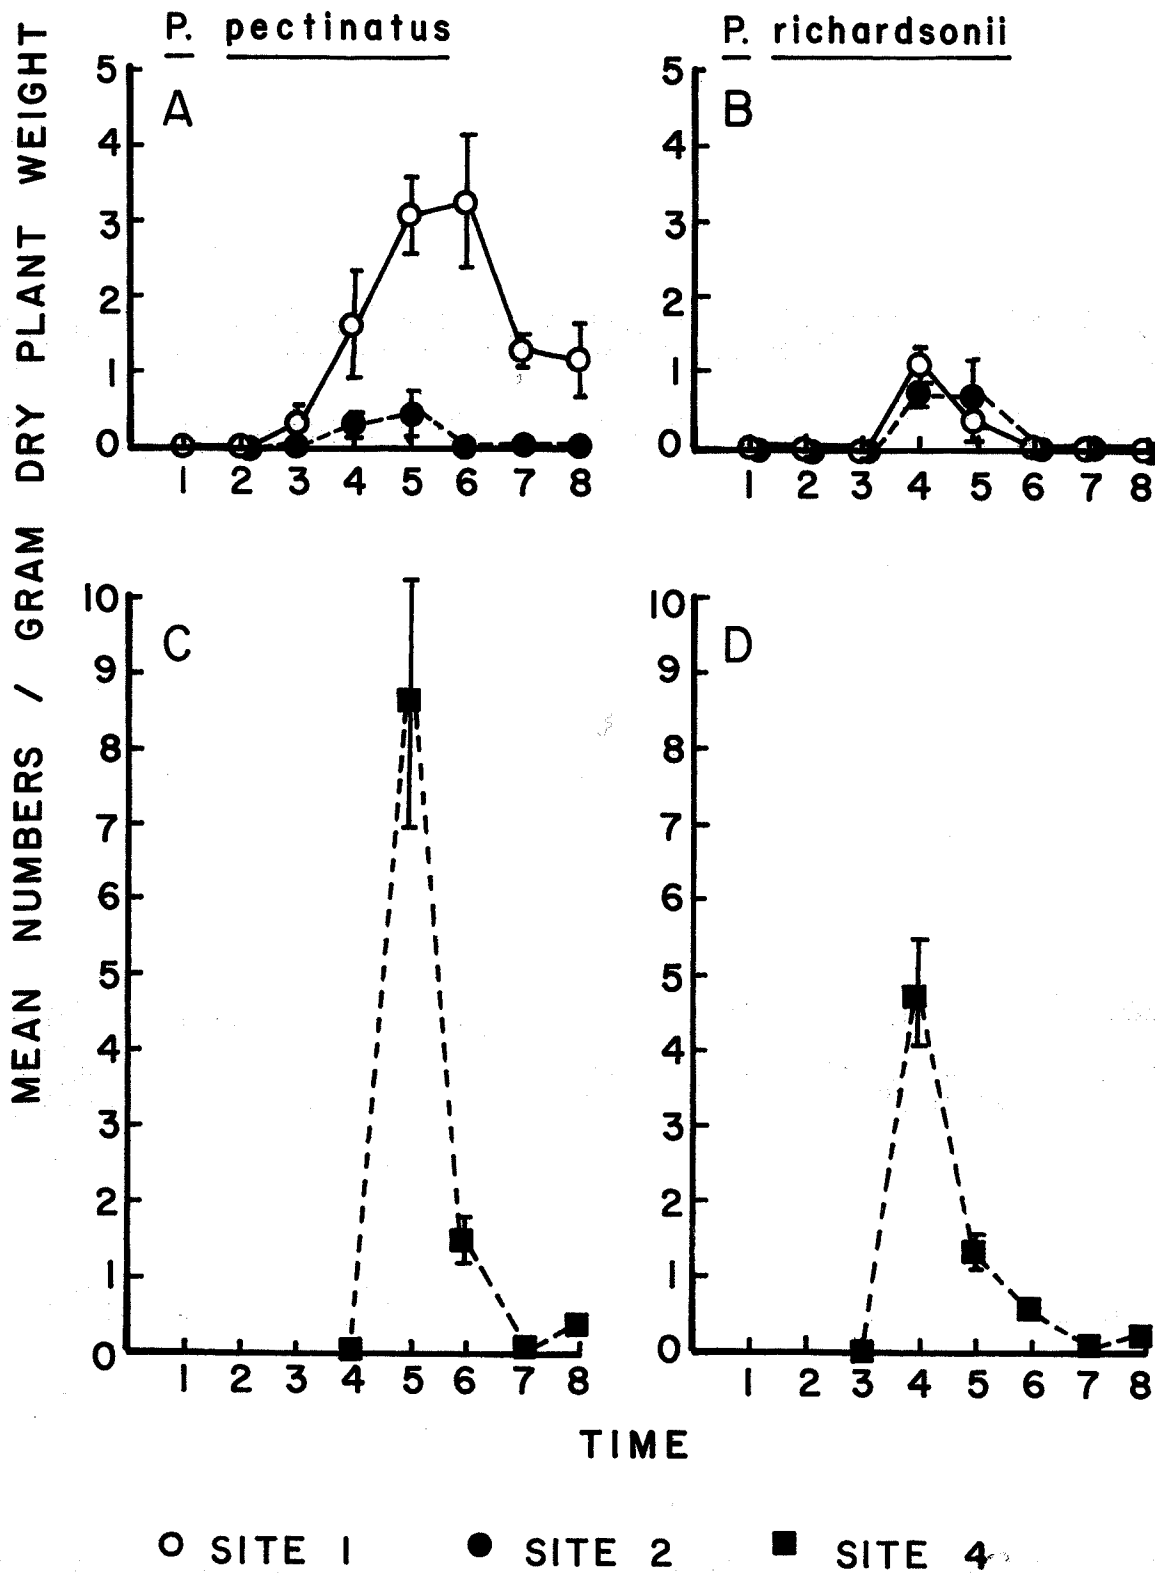 MEAN NUMBERS / GRAM DRY PLANT WEIGHT
P. pectinatus
P. richardsonii
A
5
4
3
2
1
0
1 2 3 4 5 6 7 8
B
5
4
3
2
1
0
1 2 3 4 5 6 7 8
C
10
9
8
7
6
5
4
3
2
1
0
1 2 3 4 5 6 7 8
D
10
9
8
7
6
5
4
3
2
1
0
1 2 3 4 5 6 7 8
TIME
SITE 1 SITE 2 SITE 4